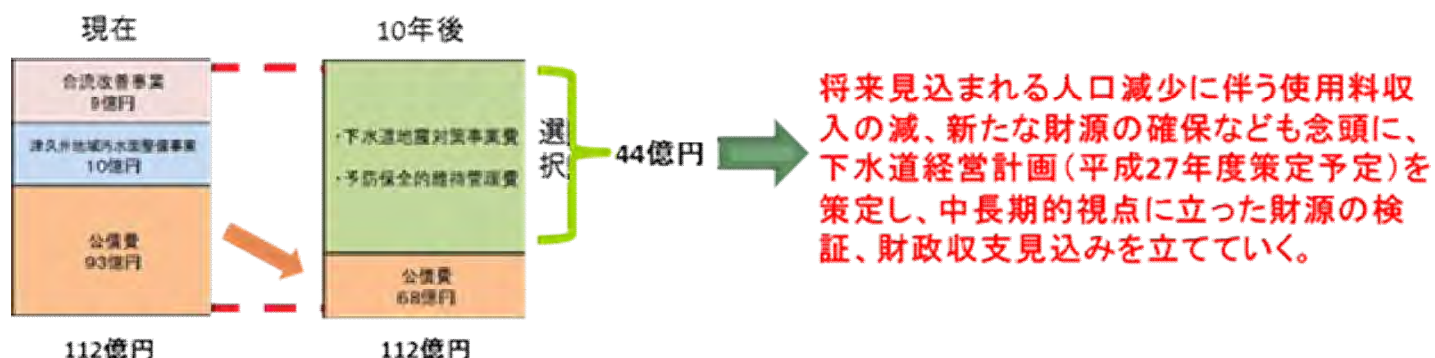 現在
合流改善事業
9億円
津久井地域汚水面整備事業
10億円
公債費
93億円
112億円
10年後
・下水道地震対策事業費
・予防保全的維持管理費
公債費
68億円
112億円
選択
44億円
将来見込まれる人口減少に伴う使用料収
入の減、新たな財源の確保なども念頭に、
下水道経営計画(平成27年度策定予定)を
策定し、中長期的視点に立った財源の検
証、財政収支見込みを立てていく。